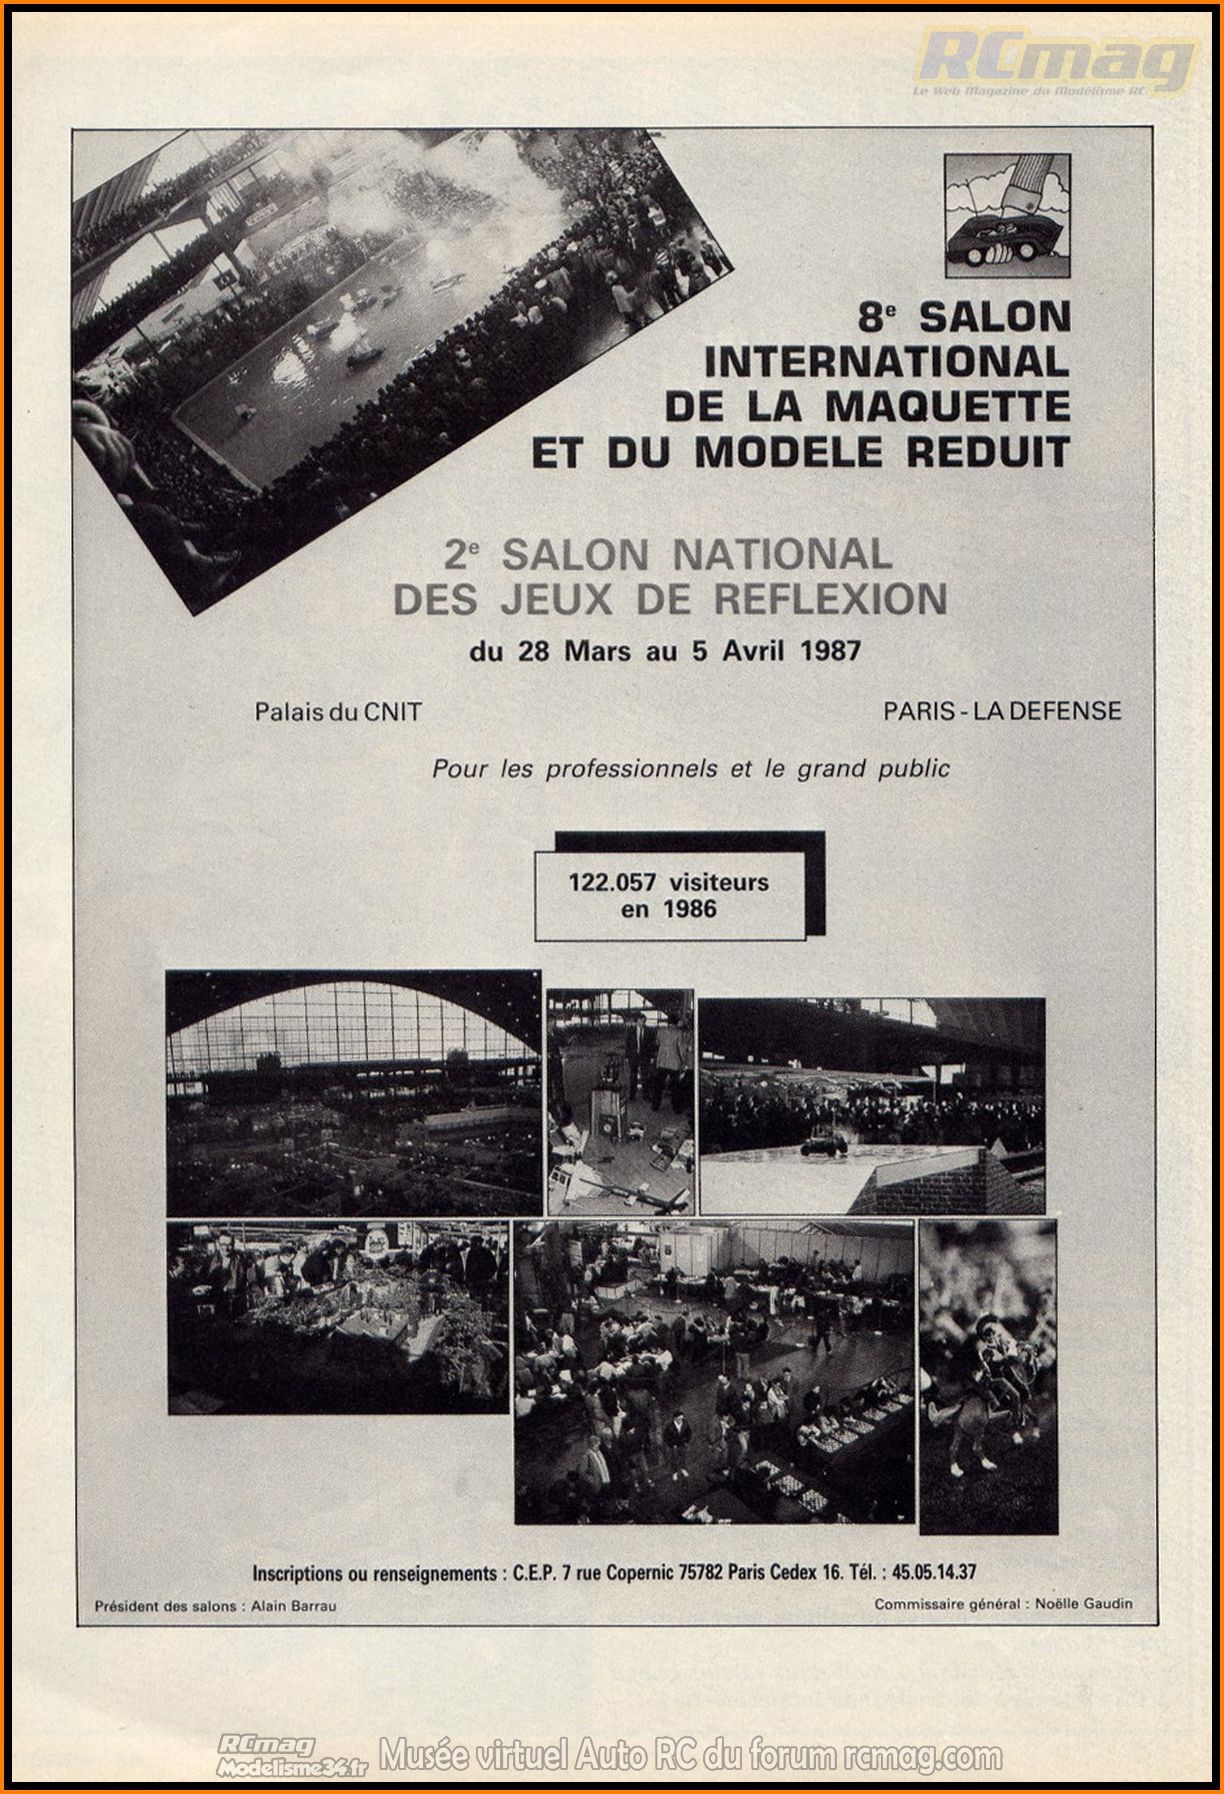 RCmag
Le Web Magazine du Modélisme RC
8e SALON
INTERNATIONAL
DE LA MAQUETTE
ET DU MODELE REDUIT
2e SALON NATIONAL
DES JEUX DE REFLEXION
du 28 Mars au 5 Avril 1987
Palais du CNIT PARIS - LA DEFENSE
Pour les professionnels et le grand public
122.057 visiteurs
en 1986
Inscriptions ou renseignements : C.E.P. 7 rue Copernic 75782 Paris Cedex 16. Tél. : 45.05.14.37
Président des salons : Alain Barrau Commissaire général : Noëlle Gaudin
RCmag
Modelisme34.fr Musée virtuel Auto RC du forum rcmag.com